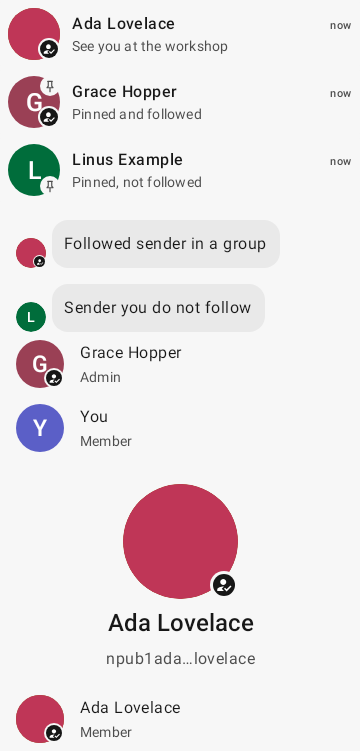 Ada Lovelace
now
See you at the workshop
G
Grace Hopper
now
Pinned and followed
L
Linus Example
now
Pinned, not followed
Followed sender in a group
L
Sender you do not follow
G
Grace Hopper
Admin
Y
You
Member
Ada Lovelace
npub1ada…lovelace
Ada Lovelace
Member